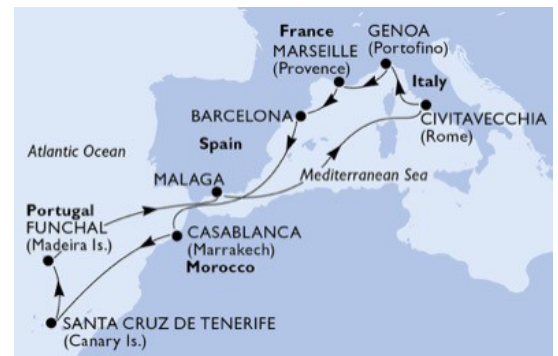 France
MARSEILLE
(Provence)
GENOA
(Portofino)
Italy
BARCELONA
CIVITAVECCHIA
(Rome)
Spain
Atlantic Ocean
MALAGA
Mediterranean Sea
Portugal
FUNCHAL
(Madeira Is.)
CASABLANCA
(Marrakech)
Morocco
SANTA CRUZ DE TENERIFE
(Canary Is.)